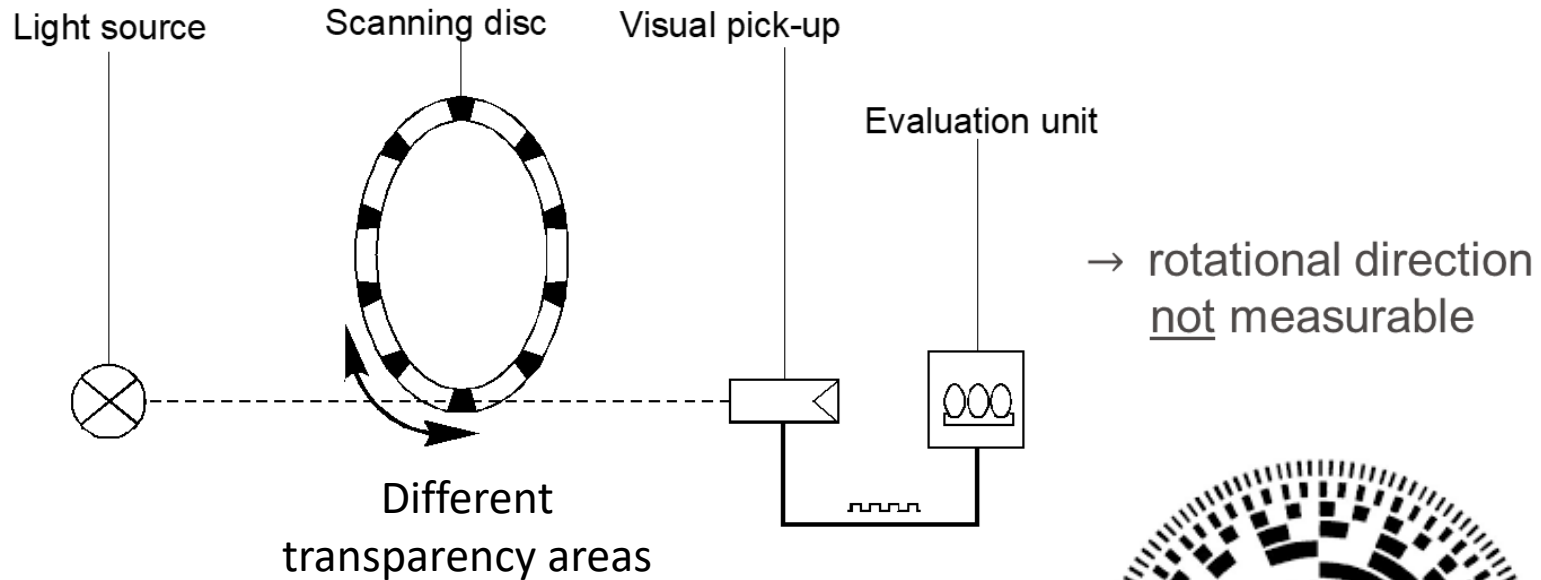 Light source
Scanning disc
Visual pick-up
Evaluation unit
→ rotational direction
not measurable
Different
transparency areas